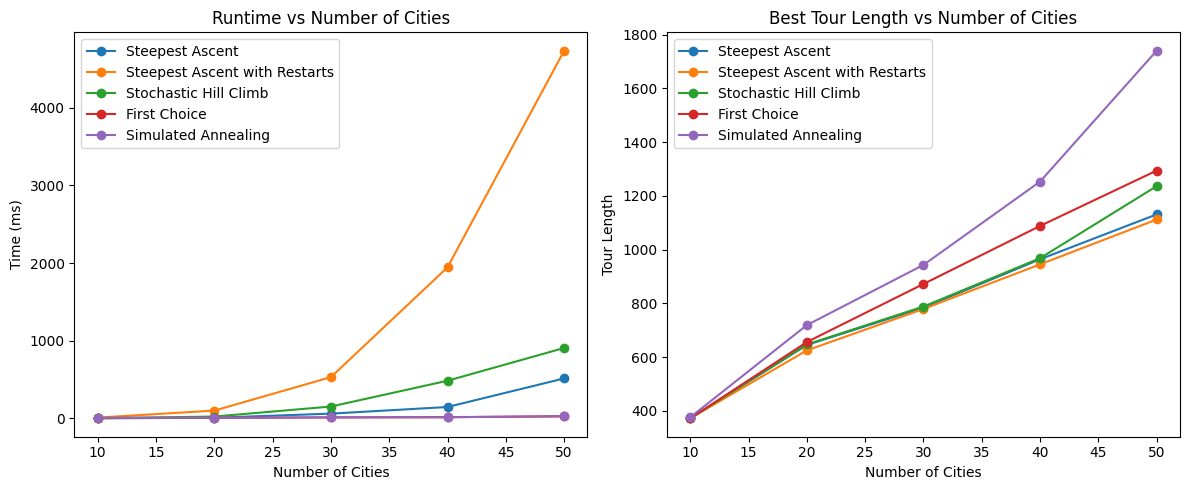 Runtime vs Number of Cities
Steepest Ascent
Steepest Ascent with Restarts
Stochastic Hill Climb
First Choice
Simulated Annealing
4000
3000
2000
1000
0
Time (ms)
10 15 20 25 30 35 40 45 50
Number of Cities
Best Tour Length vs Number of Cities
Steepest Ascent
Steepest Ascent with Restarts
Stochastic Hill Climb
First Choice
Simulated Annealing
1800
1600
1400
1200
1000
800
600
400
Tour Length
10 15 20 25 30 35 40 45 50
Number of Cities